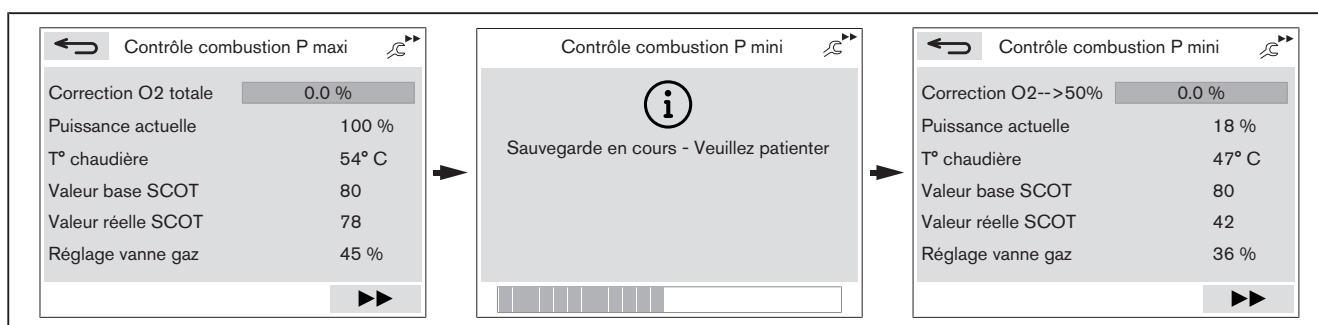 Contrôle combustion P maxi
Correction O2 totale 0.0 %
Puissance actuelle 100 %
T° chaudière 54° C
Valeur base SCOT 80
Valeur réelle SCOT 78
Réglage vanne gaz 45 %
Contrôle combustion P mini
Sauvegarde en cours - Veuillez patienter
Contrôle combustion P mini
Correction O2-->50% 0.0 %
Puissance actuelle 18 %
T° chaudière 47° C
Valeur base SCOT 80
Valeur réelle SCOT 42
Réglage vanne gaz 36 %